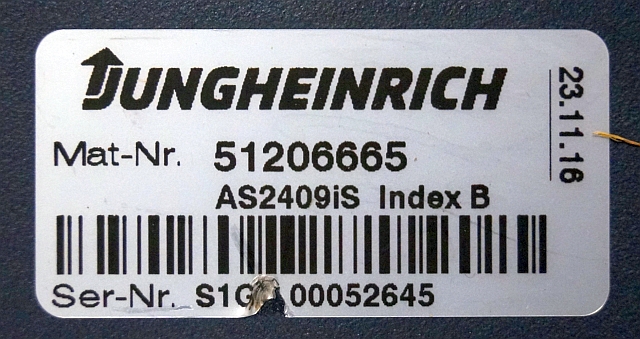 JUNGHEINRICH
23.11.16
Mat-Nr. 51206665
AS2409iS Index B
Ser-Nr. 00052645